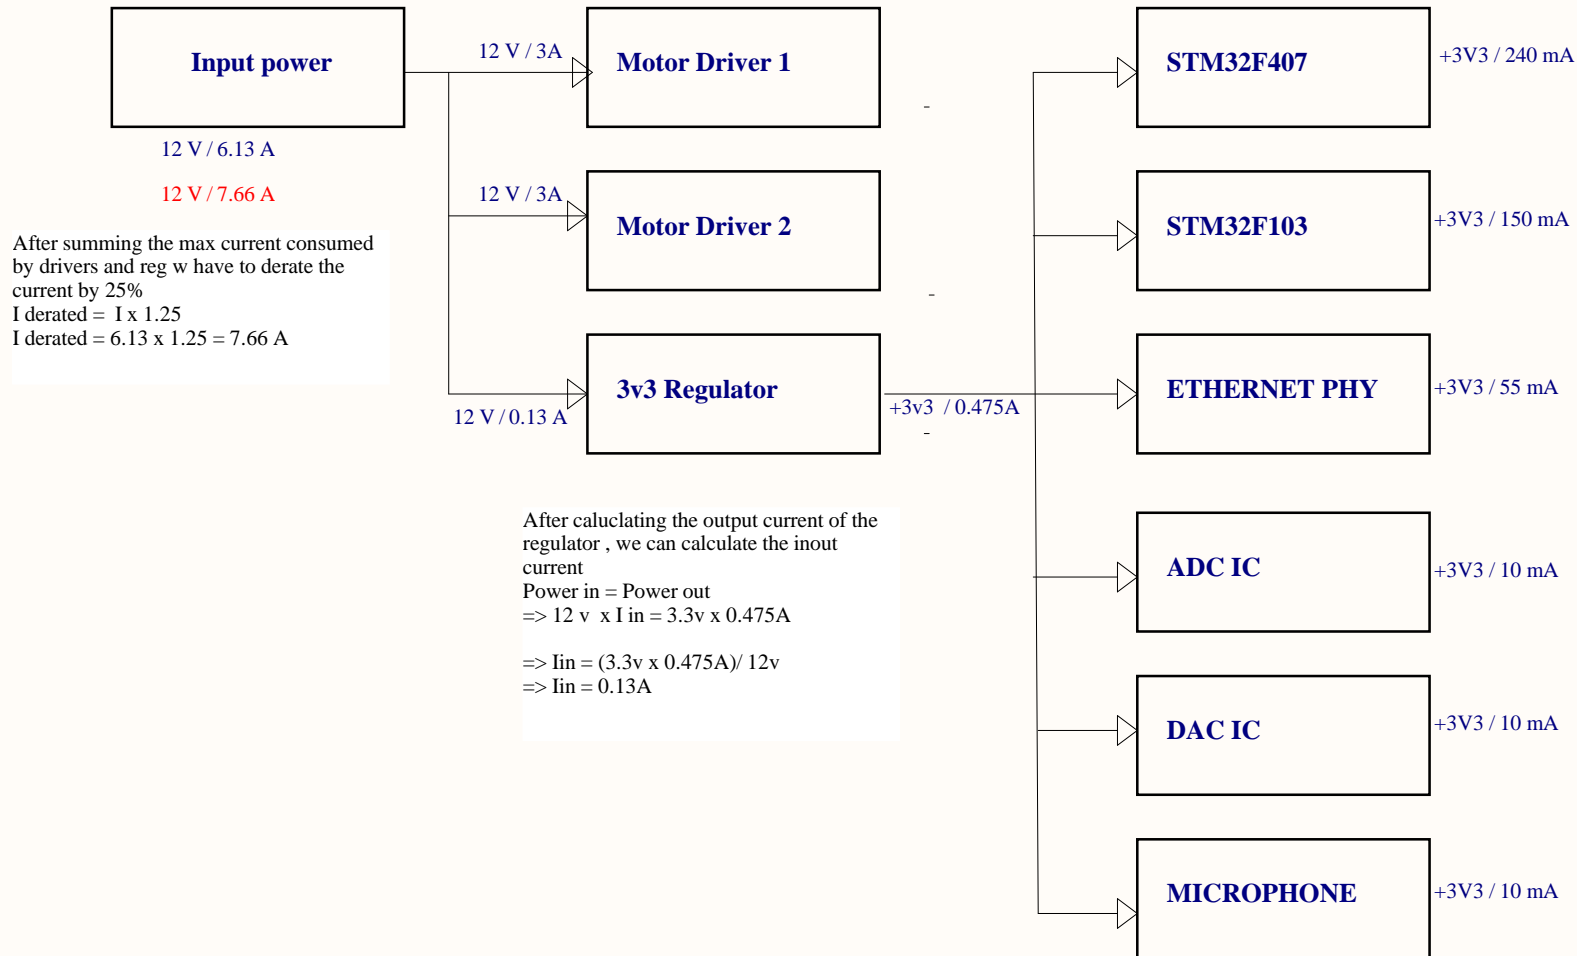 Input power
12 V / 6.13 A
12 V / 7.66 A
After summing the max current consumed
by drivers and reg w have to derate the
current by 25%
I derated =  I x 1.25
I derated = 6.13 x 1.25 = 7.66 A
12 V / 3A
Motor Driver 1
12 V / 3A
Motor Driver 2
12 V / 0.13 A
3v3 Regulator
+3v3  / 0.475A
After caluclating the output current of the
regulator , we can calculate the inout
current
Power in = Power out
=> 12 v  x I in = 3.3v x 0.475A
=> Iin = (3.3v x 0.475A)/ 12v
=> Iin = 0.13A
STM32F407
+3V3 / 240 mA
STM32F103
+3V3 / 150 mA
ETHERNET PHY
+3V3 / 55 mA
ADC IC
+3V3 / 10 mA
DAC IC
+3V3 / 10 mA
MICROPHONE
+3V3 / 10 mA